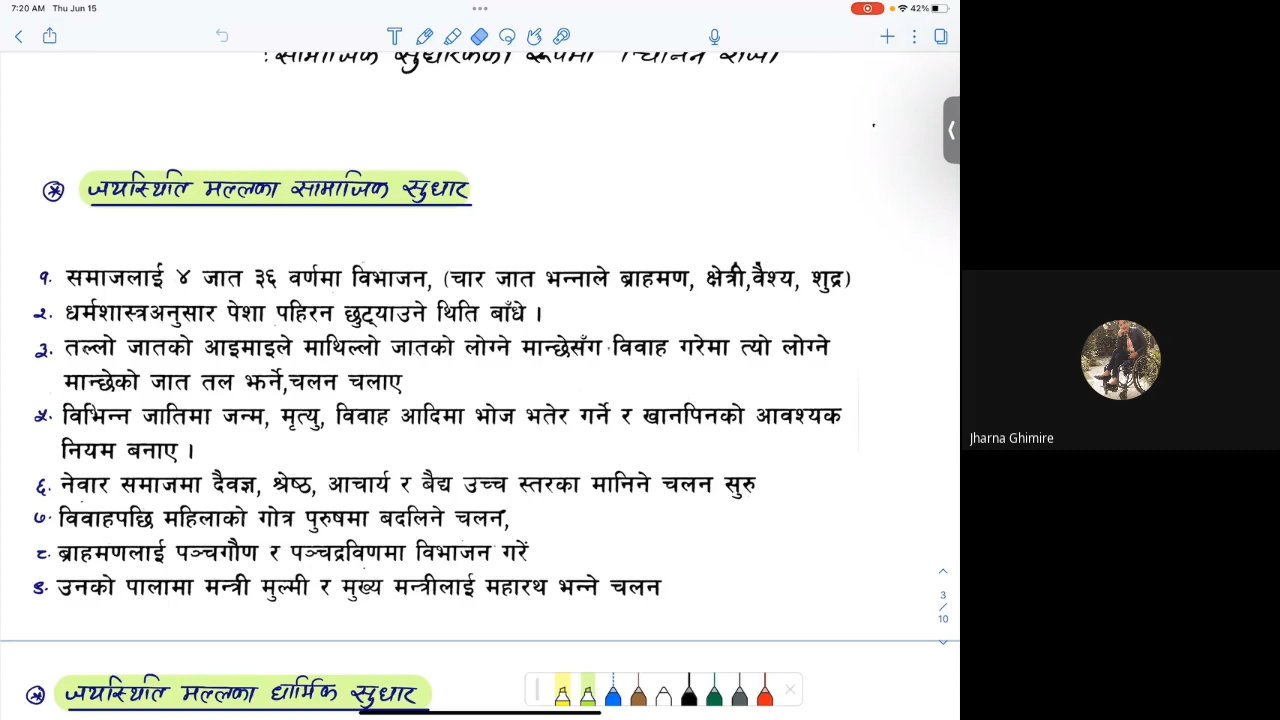 7:20 AM Thu Jun 15
42%
: सामाजिक सुधारकको रूपमा चिनिने राजा
जयस्थिति मल्लका सामाजिक सुधार
१. समाजलाई ४ जात ३६ वर्णमा विभाजन, (चार जात भन्नाले ब्राहमण, क्षेत्री,वैश्य, शुद्र)
२. धर्मशास्त्रअनुसार पेशा पहिरन छुट्याउने थिति बाँधे ।
३. तल्लो जातको आइमाइले माथिल्लो जातको लोग्ने मान्छेसँग विवाह गरेमा त्यो लोग्ने
मान्छेको जात तल झर्ने,चलन चलाए
५. विभिन्न जातिमा जन्म, मृत्यु, विवाह आदिमा भोज भतेर गर्ने र खानपिनको आवश्यक
नियम बनाए ।
६. नेवार समाजमा दैवज्ञ, श्रेष्ठ, आचार्य र बैद्य उच्च स्तरका मानिने चलन सुरु
७. विवाहपछि महिलाको गोत्र पुरुषमा बदलिने चलन,
८. ब्राहमणलाई पञ्चगौण र पञ्चद्रविणमा विभाजन गरें
९. उनको पालामा मन्त्री मुल्मी र मुख्य मन्त्रीलाई महारथ भन्ने चलन
3
/
10
जयस्थिति मल्लका धार्मिक सुधार
Jharna Ghimire